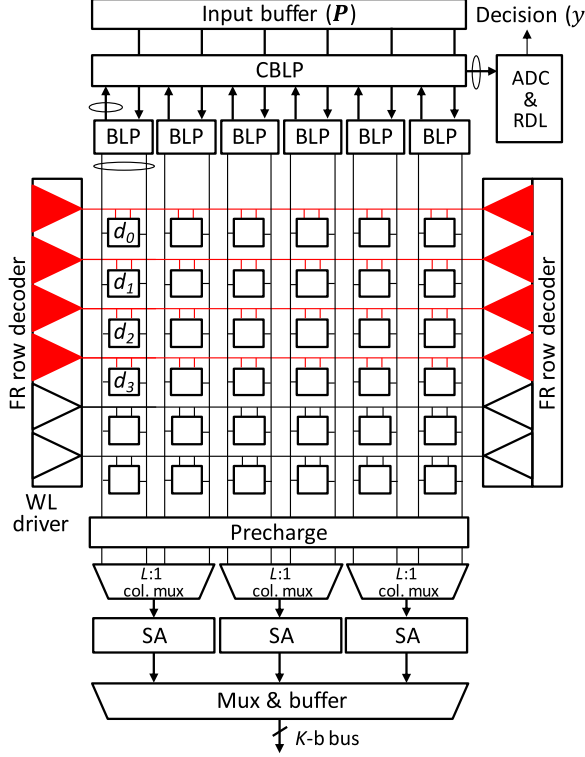 Input buffer (P)
Decision (y
CBLP
ADC
&
RDL
BLP BLP BLP BLP BLP BLP
FR row decoder
d0
d1
d2
d3
FR row decoder
WL
driver
Precharge
L:1
col. mux
L:1
col. mux
L:1
col. mux
SA SA SA
Mux & buffer
K-b bus